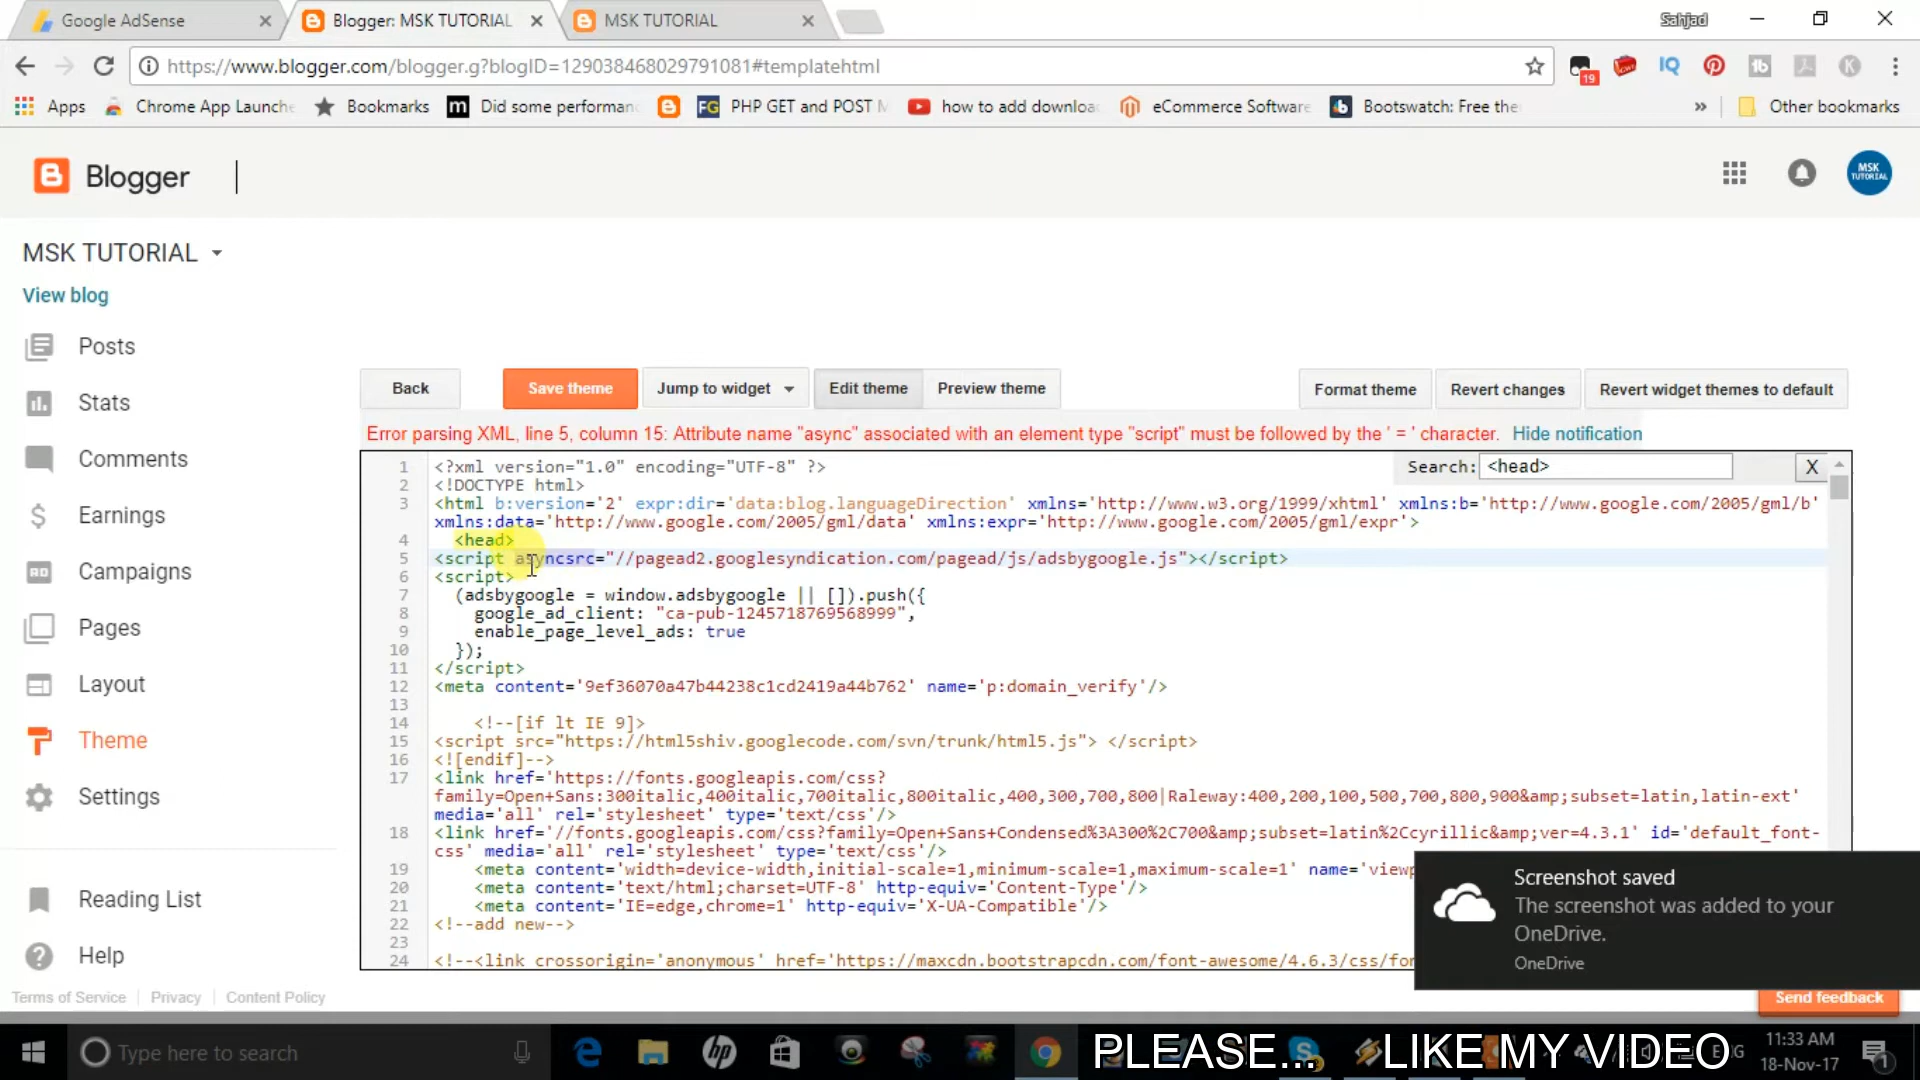 Google AdSense
Blogger: MSK TUTORIAL
MSK TUTORIAL
Sahjad
https://www.blogger.com/blogger.g?blogID=129038468029791081#templatehtml
19
IQ
Apps
Chrome App Launche
Bookmarks
Did some performan
PHP GET and POST M
how to add downloa
eCommerce Software
Bootswatch: Free the
Other bookmarks
Blogger
MSK TUTORIAL
MSK TUTORIAL
View blog
Posts
Stats
Comments
Earnings
Campaigns
Pages
Layout
Theme
Settings
Reading List
Help
Terms of Service
Privacy
Content Policy
Back
Save theme
Jump to widget
Edit theme
Preview theme
Format theme
Revert changes
Revert widget themes to default
Error parsing XML, line 5, column 15: Attribute name "async" associated with an element type "script" must be followed by the ' = ' character. Hide notification
Search: <head>
X
1 <?xml version="1.0" encoding="UTF-8" ?>
2 <!DOCTYPE html>
3 <html b:version='2' expr:dir='data:blog.languageDirection' xmlns='http://www.w3.org/1999/xhtml' xmlns:b='http://www.google.com/2005/gml/b'
xmlns:data='http://www.google.com/2005/gml/data' xmlns:expr='http://www.google.com/2005/gml/expr'>
4 <head>
5 <script asyncsrc="//pagead2.googlesyndication.com/pagead/js/adsbygoogle.js"></script>
6 <script>
7 (adsbygoogle = window.adsbygoogle || []).push({
8 google_ad_client: "ca-pub-1245718769568999",
9 enable_page_level_ads: true
10 });
11 </script>
12 <meta content='9ef36070a47b44238c1cd2419a44b762' name='p:domain_verify'/>
13
14 <!--[if lt IE 9]>
15 <script src="https://html5shiv.googlecode.com/svn/trunk/html5.js"> </script>
16 <![endif]-->
17 <link href='https://fonts.googleapis.com/css?
family=Open+Sans:300italic,400italic,700italic,800italic,400,300,700,800|Raleway:400,200,100,500,700,800,900&amp;subset=latin,latin-ext'
media='all' rel='stylesheet' type='text/css'/>
18 <link href='//fonts.googleapis.com/css?family=Open+Sans+Condensed%3A300%2C700&amp;subset=latin%2Ccyrillic&amp;ver=4.3.1' id='default_font-
css' media='all' rel='stylesheet' type='text/css'/>
19 <meta content='width=device-width,initial-scale=1,minimum-scale=1,maximum-scale=1' name='viewp
20 <meta content='text/html;charset=UTF-8' http-equiv='Content-Type'/>
21 <meta content='IE=edge,chrome=1' http-equiv='X-UA-Compatible'/>
22 <!--add new-->
23
24 <!--<link crossorigin='anonymous' href='https://maxcdn.bootstrapcdn.com/font-awesome/4.6.3/css/for
Screenshot saved
The screenshot was added to your
OneDrive.
OneDrive
Send feedback
Type here to search
PLEASE... LIKE MY VIDEO
11:33 AM
18-Nov-17
1